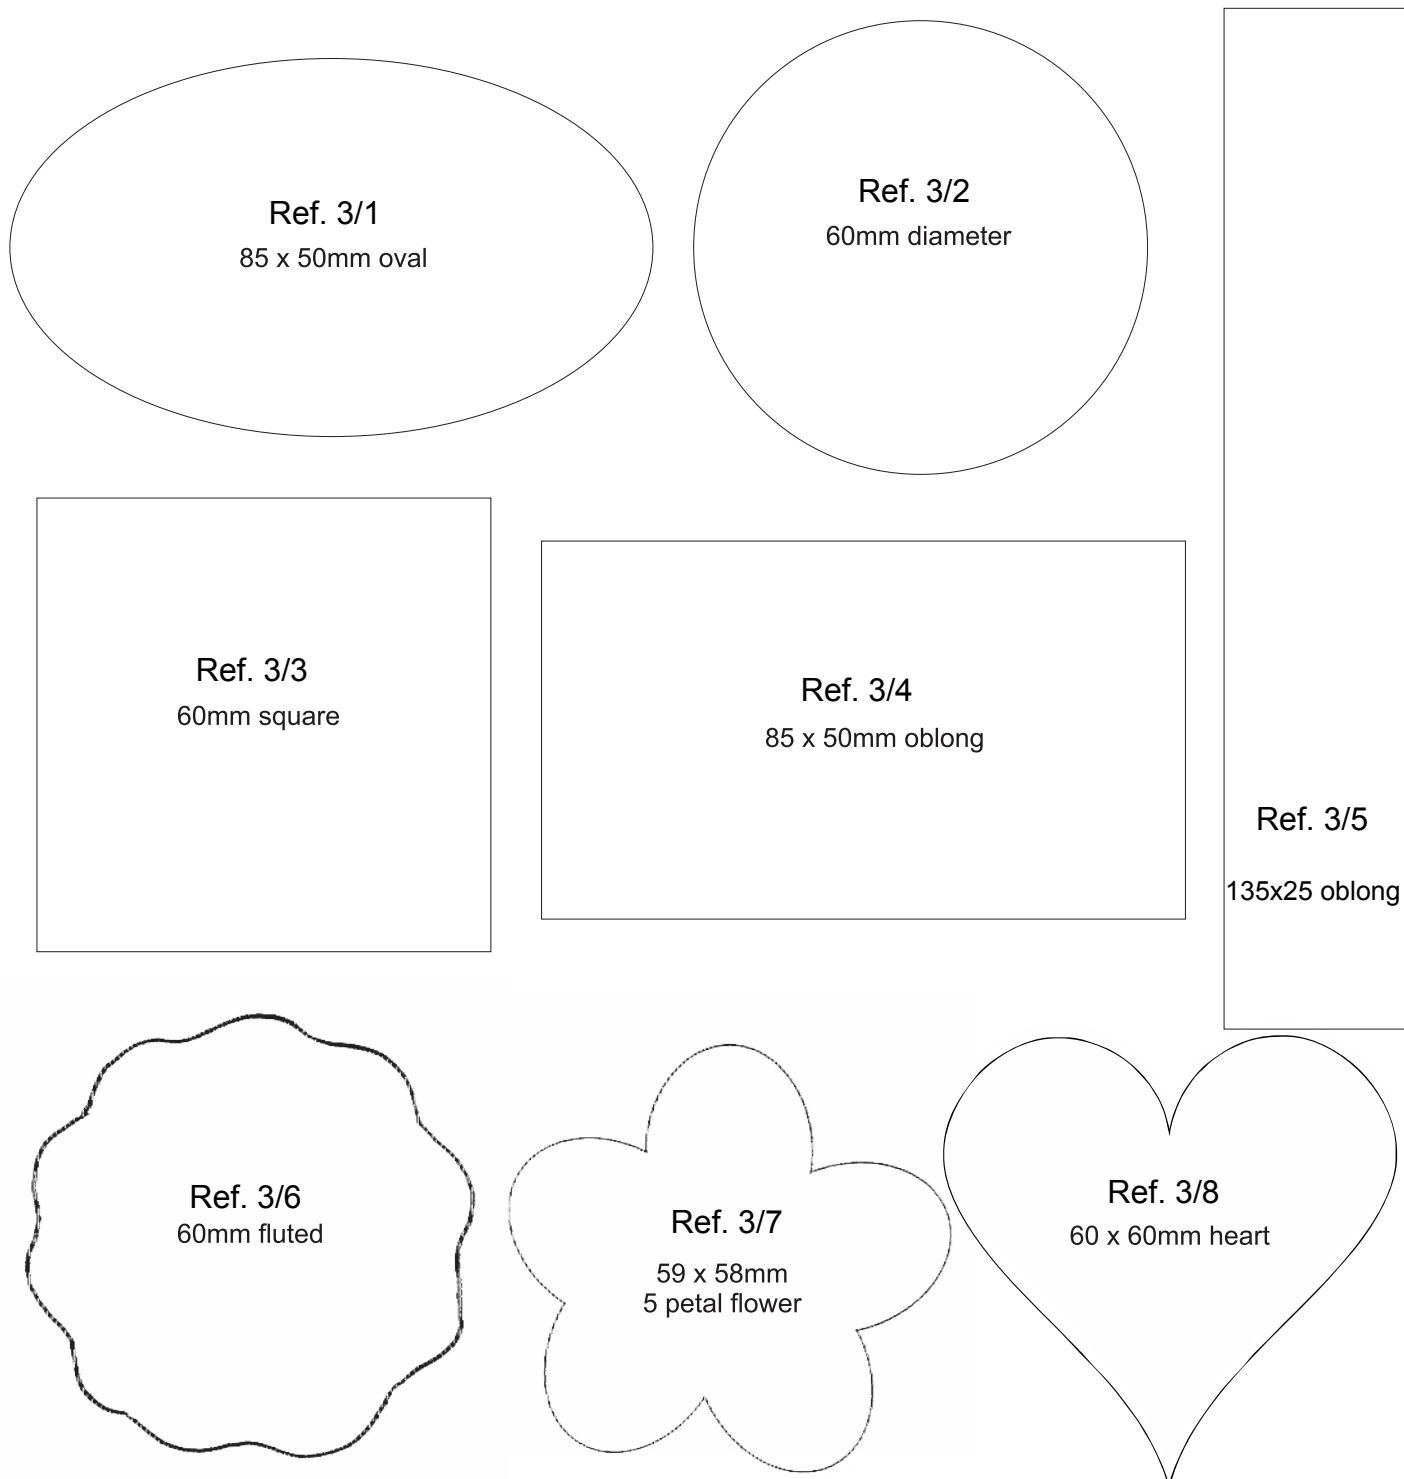 Ref. 3/1
85 x 50mm oval
Ref. 3/2
60mm diameter
Ref. 3/3
60mm square
Ref. 3/4
85 x 50mm oblong
Ref. 3/5
135x25 oblong
Ref. 3/6
60mm fluted
Ref. 3/7
59 x 58mm
5 petal flower
Ref. 3/8
60 x 60mm heart